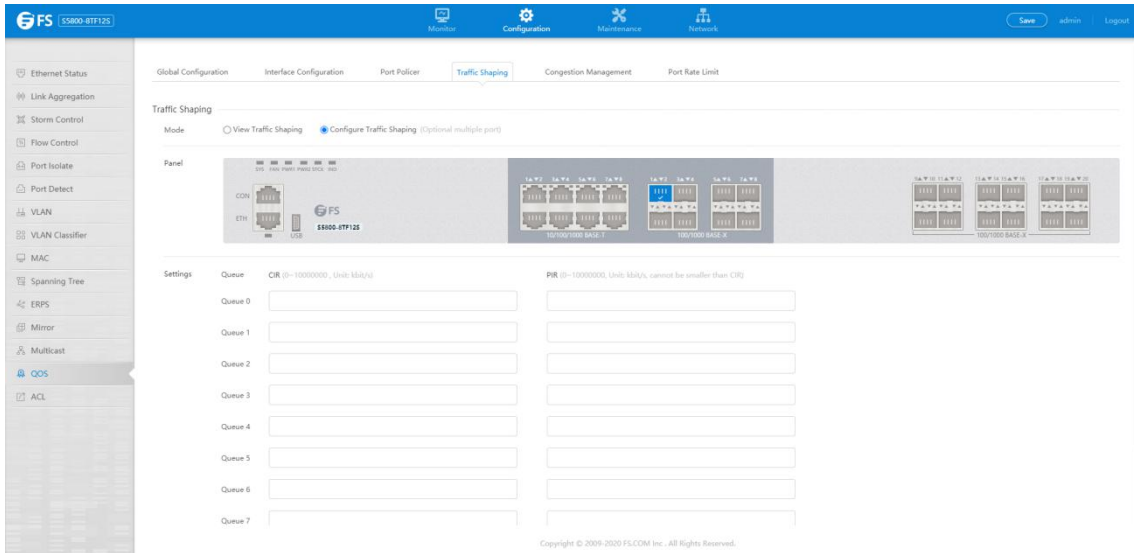 FS S5800-8TF12S
Monitor Configuration Maintenance Network
Save admin Logout
Ethernet Status
Link Aggregation
Storm Control
Flow Control
Port Isolate
Port Detect
VLAN
VLAN Classifier
MAC
Spanning Tree
ERPS
Mirror
Multicast
QOS
ACL
Global Configuration Interface Configuration Port Policer Traffic Shaping Congestion Management Port Rate Limit
Traffic Shaping
Mode View Traffic Shaping Configure Traffic Shaping (Optional multiple port)
Panel
CON
ETH
USB
FS
S5800-8TF12S
10/100/1000 BASE-T 100/1000 BASE-X 100/1000 BASE-X
Settings Queue CIR (0~10000000 , Unit: kbit/s) PIR (0~10000000, Unit: kbit/s, cannot be smaller than CIR)
Queue 0
Queue 1
Queue 2
Queue 3
Queue 4
Queue 5
Queue 6
Queue 7
Copyright © 2009-2020 FS.COM Inc . All Rights Reserved.